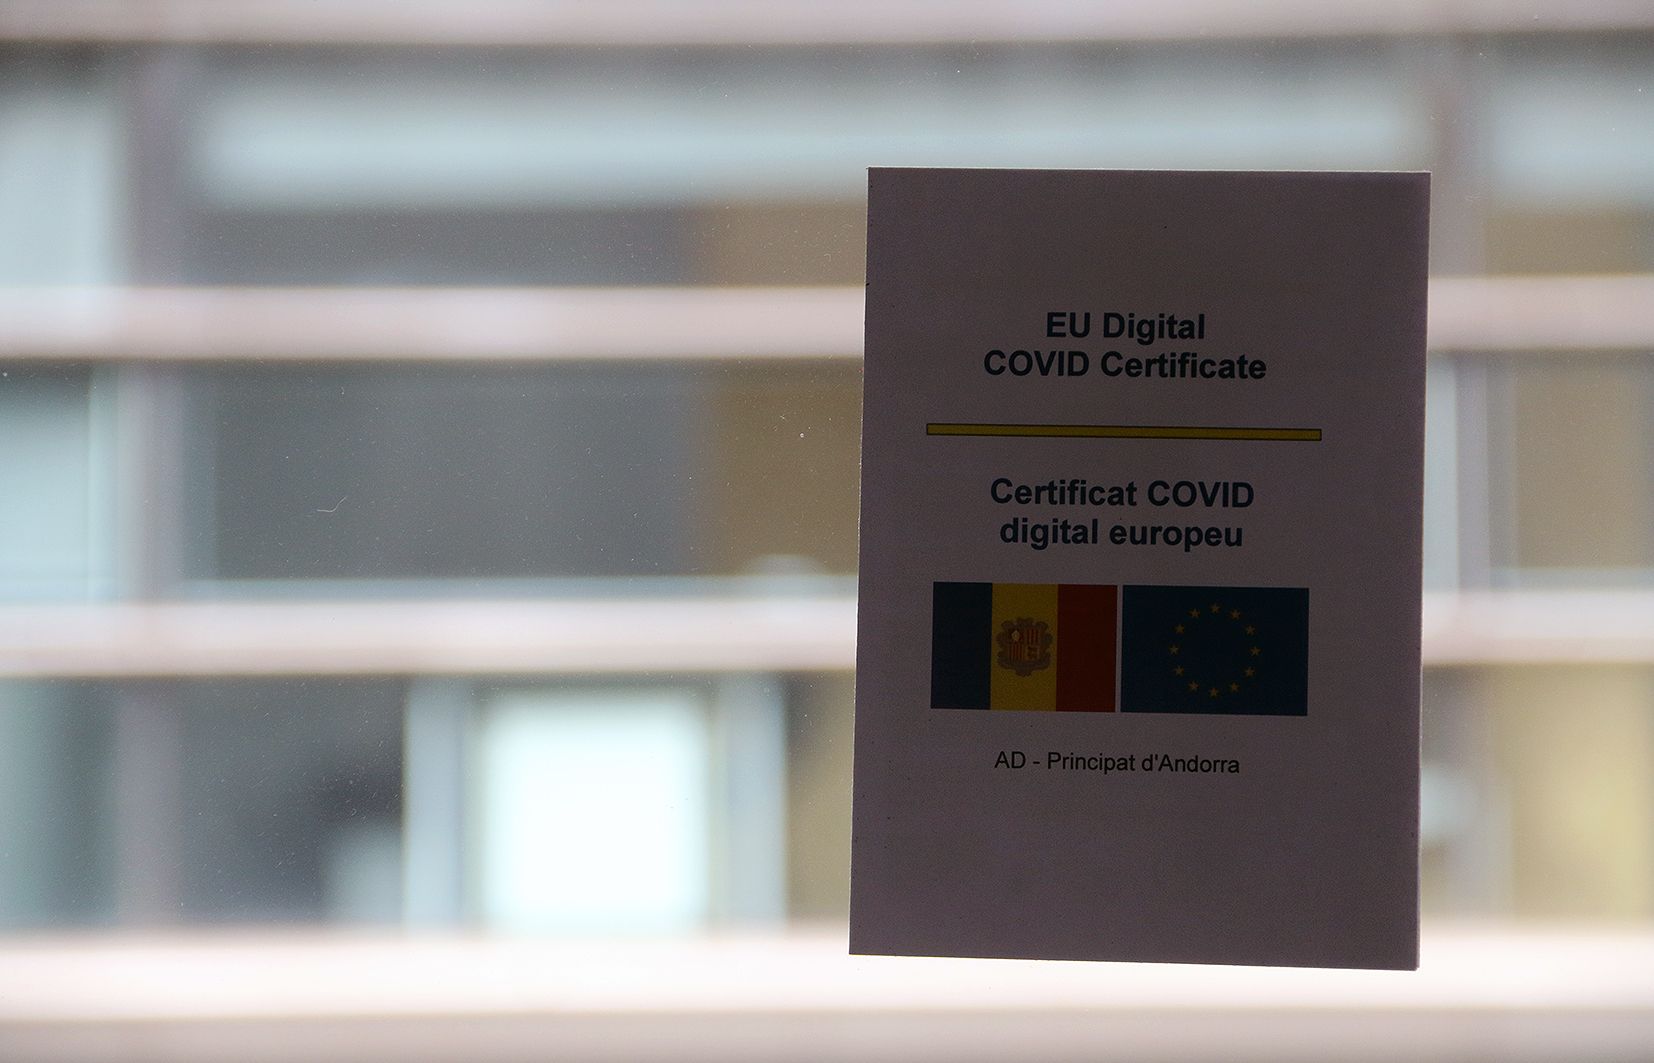 EU Digital
COVID Certificate
Certificat COVID
digital europeu
AD - Principat d'Andorra